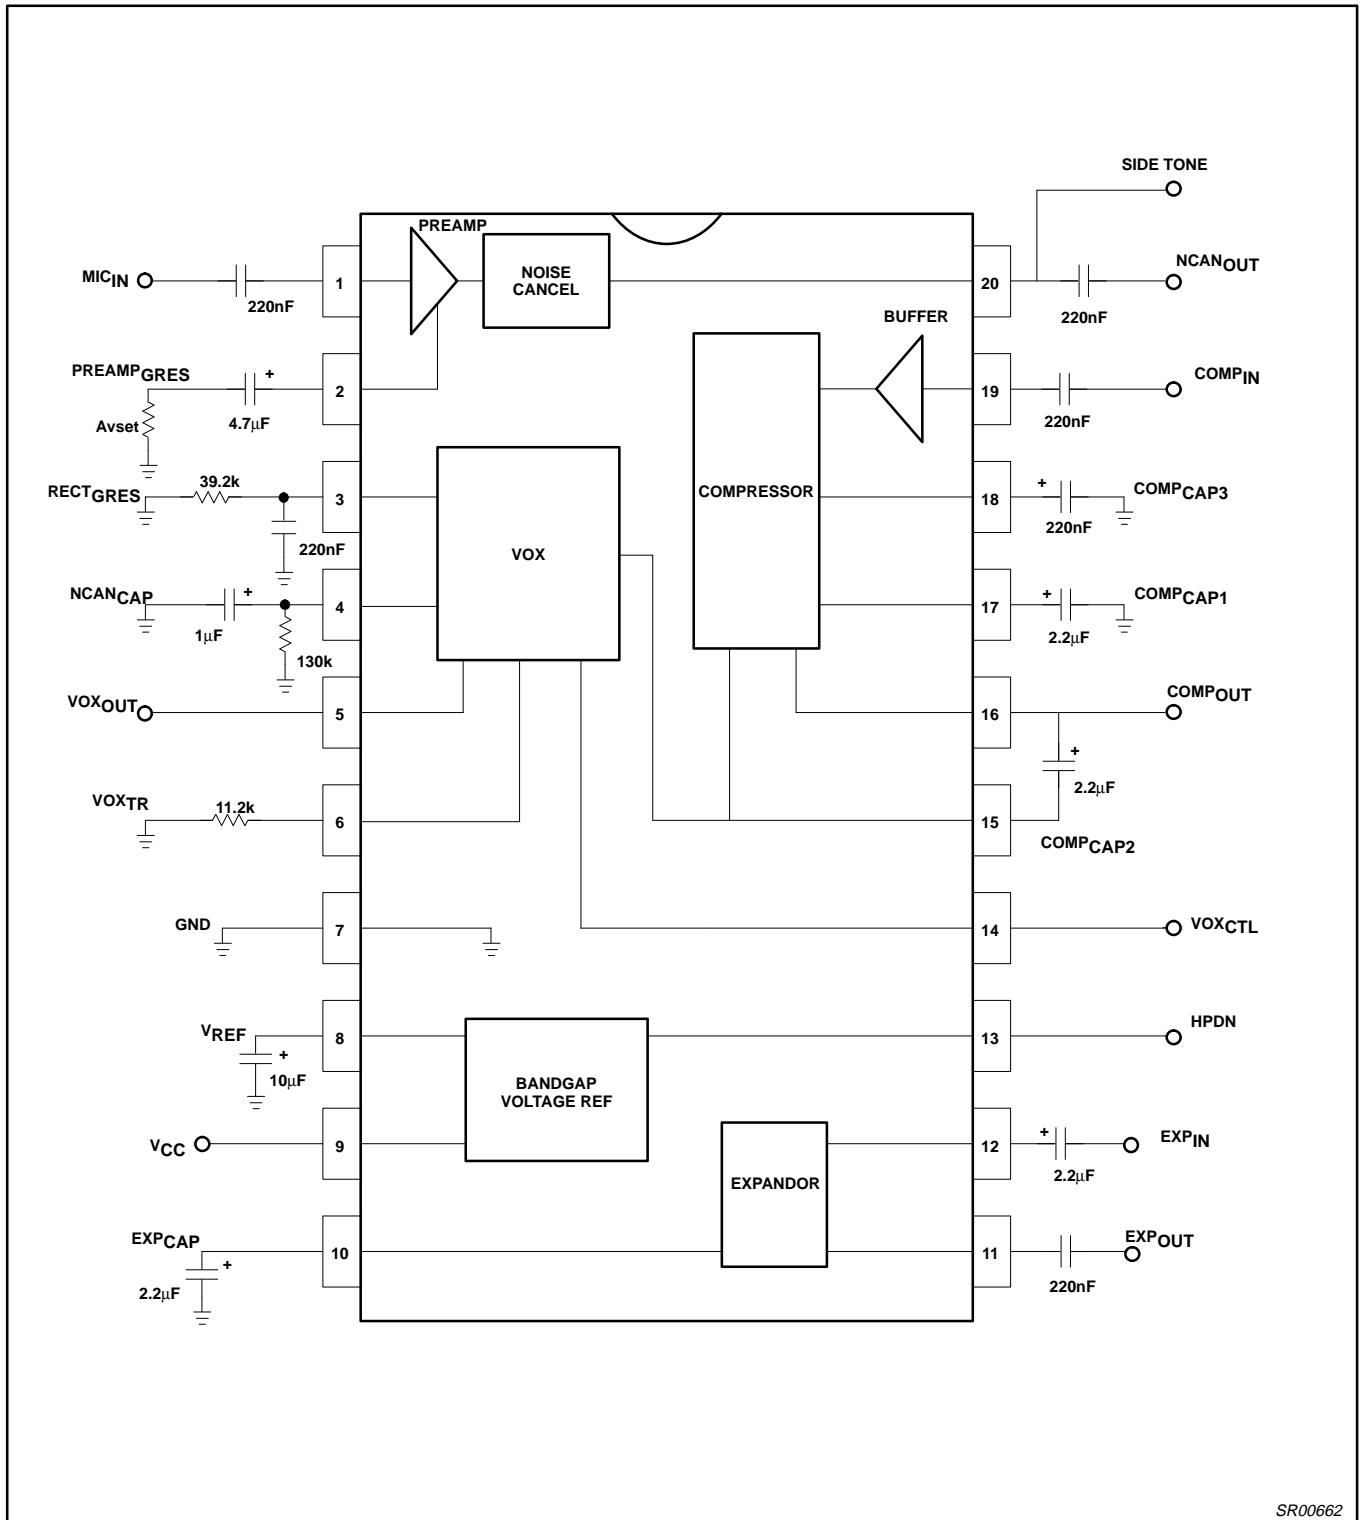 SIDE TONE
PREAMP
MICIN
220nF
1
NOISE
CANCEL
20
NCANOUT
220nF
BUFFER
PREAMPGRES
Avset
4.7µF
+
2
19
COMPIN
220nF
RECTGRES
39.2k
220nF
3
VOX
COMPRESSOR
18
+
220nF
COMPCAP3
NCANCAP
+
1µF
130k
4
17
+
2.2µF
COMPCAP1
VOXOUT
5
16
COMPOUT
+
2.2µF
VOXTR
11.2k
6
15
COMPCAP2
GND
7
14
VOXCTL
VREF
+
10µF
8
BANDGAP
VOLTAGE REF
13
HPDN
VCC
9
12
+
2.2µF
EXPIN
EXPCAP
+
2.2µF
10
EXPANDOR
11
220nF
EXPOUT
SR00662